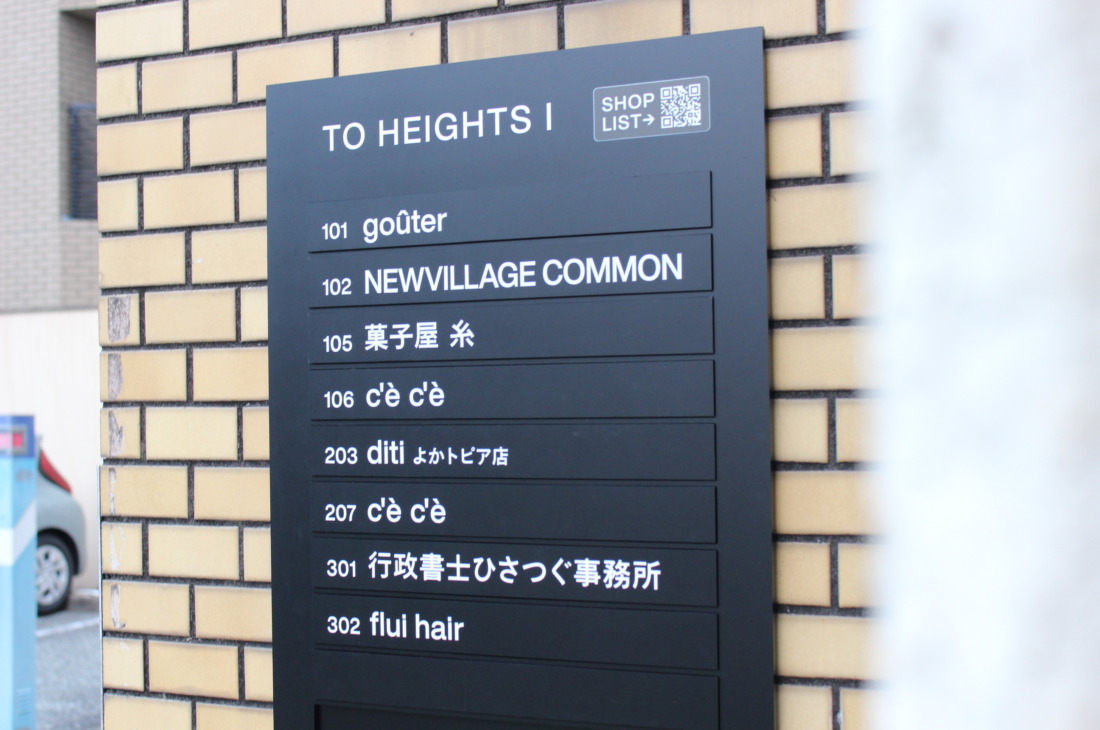 TO HEIGHTS I
SHOP
LIST→
101 goûter
102 NEWVILLAGE COMMON
105 菓子屋 糸
106 c'è c'è
203 diti よかトピア店
207 c'è c'è
301 行政書士ひさつぐ事務所
302 flui hair